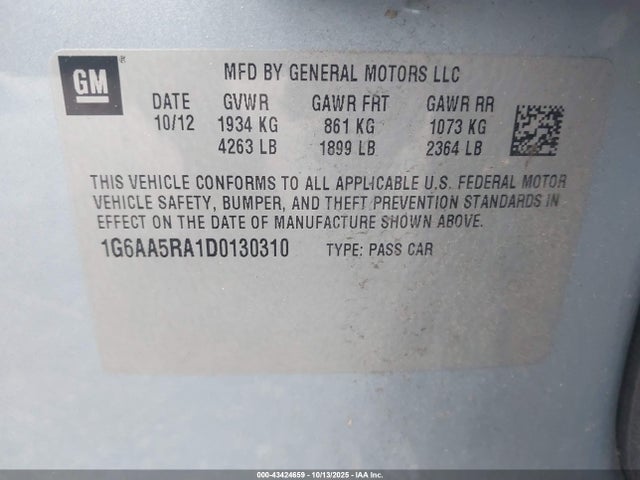 GM
MFD BY GENERAL MOTORS LLC
DATE GVWR GAWR FRT GAWR RR
10/12 1934 KG 861 KG 1073 KG
4263 LB 1899 LB 2364 LB
THIS VEHICLE CONFORMS TO ALL APPLICABLE U.S. FEDERAL MOTOR
VEHICLE SAFETY, BUMPER, AND THEFT PREVENTION STANDARDS IN
EFFECT ON THE DATE OF MANUFACTURE SHOWN ABOVE.
1G6AA5RA1D0130310 TYPE: PASS CAR
000-43424659 - 10/13/2025 - IAA Inc.